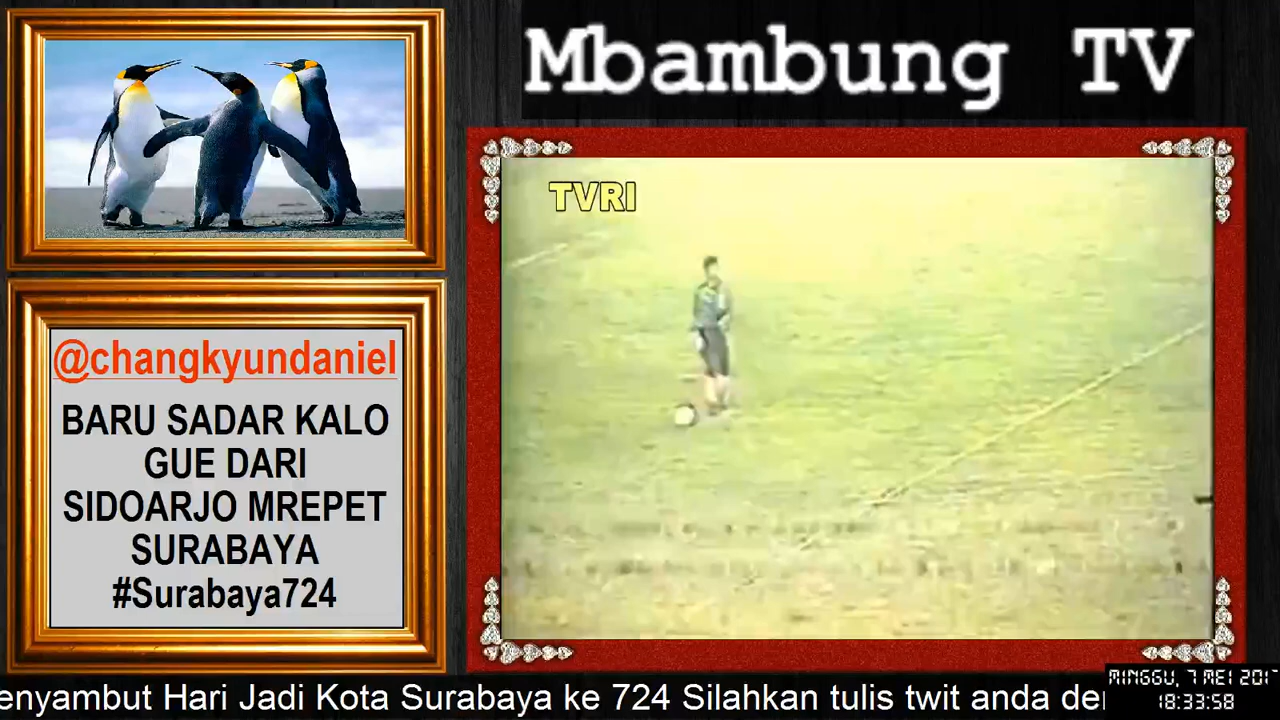 Mbambung TV
TVRI
@changkyundaniel
BARU SADAR KALO
GUE DARI
SIDOARJO MREPET
SURABAYA
#Surabaya724
enyambut Hari Jadi Kota Surabaya ke 724 Silahkan tulis twit anda de
MINGGU, 7 MEI 2017
18:33:58